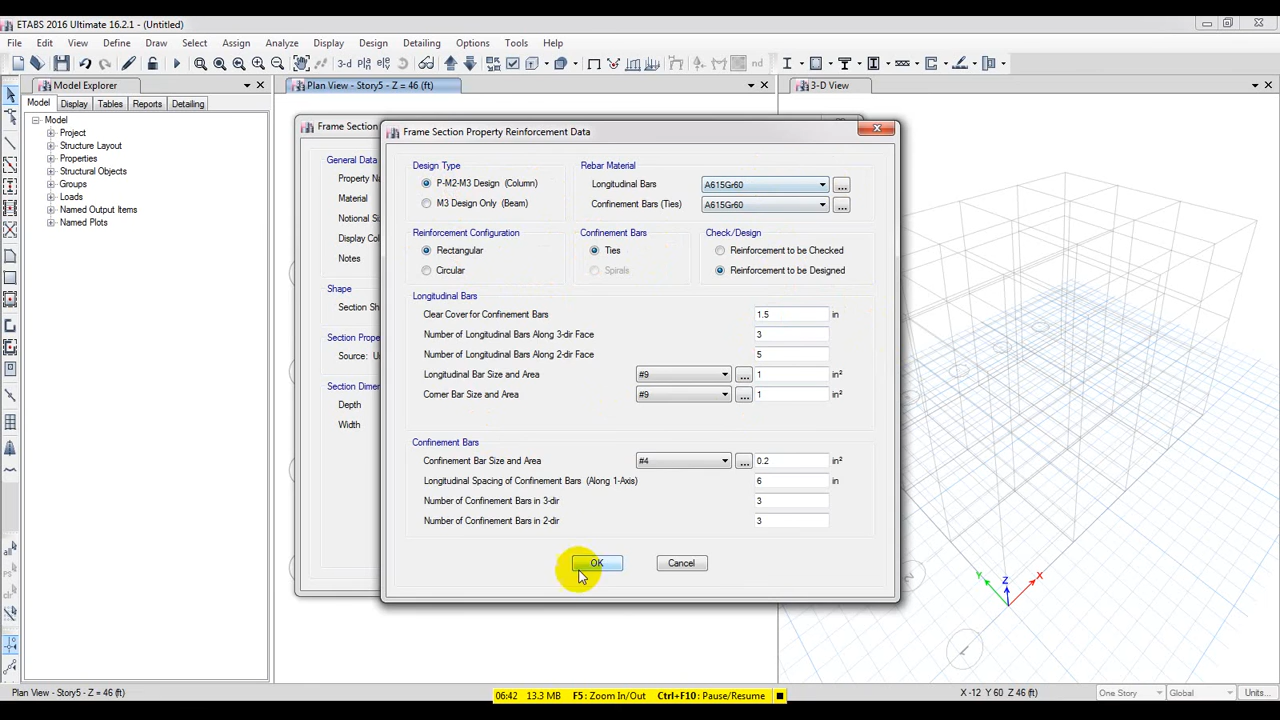 ETABS 2016 Ultimate 16.2.1 - (Untitled)
File Edit View Define Draw Select Assign Analyze Display Design Detailing Options Tools Help
3-d
nd
Model Explorer
Plan View - Story5 - Z = 46 (ft)
3-D View
Model Display Tables Reports Detailing
Model
Project
Structure Layout
Properties
Structural Objects
Groups
Loads
Named Output Items
Named Plots
Frame Section
General Data
Property Na
Material
Notional Si
Display Col
Notes
Shape
Section Sh
Section Prope
Source: U
Section Dimen
Depth
Width
Frame Section Property Reinforcement Data
Design Type
P-M2-M3 Design (Column)
M3 Design Only (Beam)
Rebar Material
Longitudinal Bars A615Gr60 ...
Confinement Bars (Ties) A615Gr60 ...
Reinforcement Configuration
Rectangular
Circular
Confinement Bars
Ties
Spirals
Check/Design
Reinforcement to be Checked
Reinforcement to be Designed
Longitudinal Bars
Clear Cover for Confinement Bars 1.5 in
Number of Longitudinal Bars Along 3-dir Face 3
Number of Longitudinal Bars Along 2-dir Face 5
Longitudinal Bar Size and Area #9 ... 1 in²
Corner Bar Size and Area #9 ... 1 in²
Confinement Bars
Confinement Bar Size and Area #4 ... 0.2 in²
Longitudinal Spacing of Confinement Bars (Along 1-Axis) 6 in
Number of Confinement Bars in 3-dir 3
Number of Confinement Bars in 2-dir 3
OK Cancel
Y Z X
Plan View - Story5 - Z = 46 (ft)
06:42 13.3 MB F5: Zoom In/Out Ctrl+F10: Pause/Resume
X -12 Y 60 Z 46 (ft)
One Story Global Units...